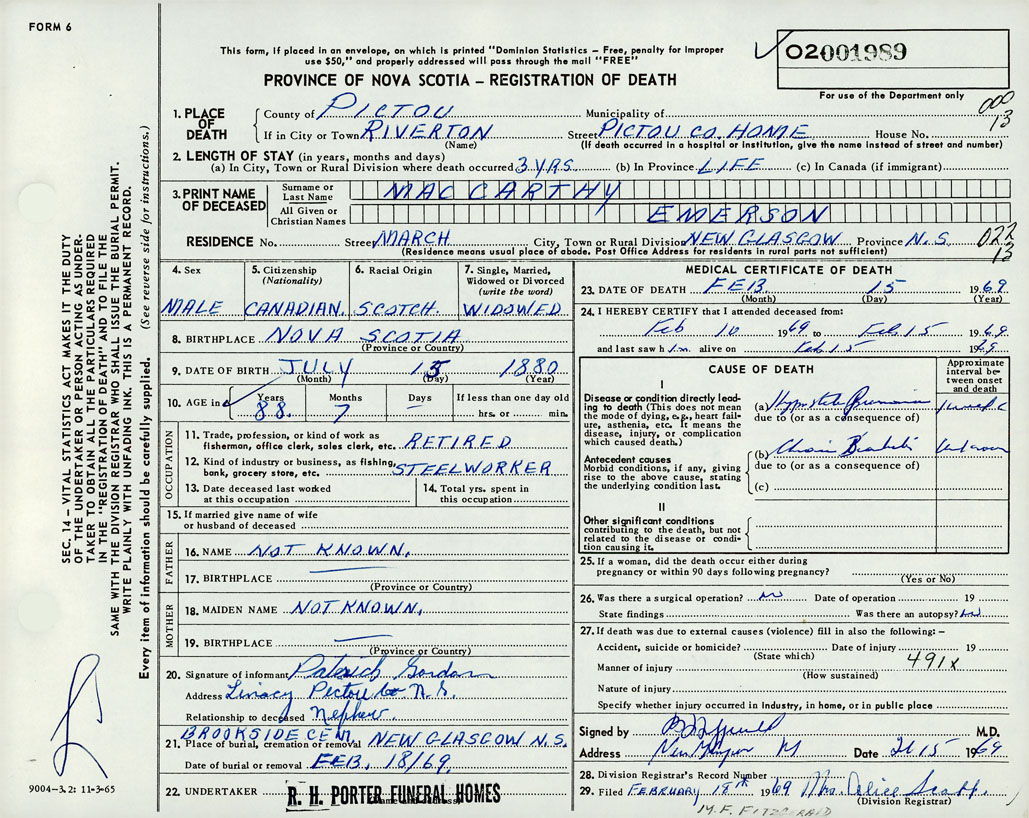 FORM 6
This form, if placed in an envelope, on which is printed "Dominion Statistics – Free, penalty for improper
use $50," and properly addressed will pass through the mail "FREE"
02001989
For use of the Department only
PROVINCE OF NOVA SCOTIA – REGISTRATION OF DEATH
000
13
1. PLACE OF DEATH
County of PICTOU Municipality of
If in City or Town RIVERTON Street PICTOU CO. HOME House No.
(Name) (If death occurred in a hospital or institution, give the name instead of street and number)
2. LENGTH OF STAY (in years, months and days)
(a) In City, Town or Rural Division where death occurred 3 YRS. (b) In Province LIFE (c) In Canada (if immigrant)
3. PRINT NAME OF DECEASED
Surname or Last Name MAC CARTHY
All Given or Christian Names EMERSON
RESIDENCE No. Street MARCH City, Town or Rural Division NEW GLASGOW Province N.S.
(Residence means usual place of abode. Post Office Address for residents in rural parts not sufficient)
022
13
4. Sex
MALE
5. Citizenship (Nationality)
CANADIAN.
6. Racial Origin
SCOTCH.
7. Single, Married, Widowed or Divorced (write the word)
WIDOWED
8. BIRTHPLACE NOVA SCOTIA
(Province or Country)
9. DATE OF BIRTH JULY 15 1880
(Month) (Day) (Year)
10. AGE in
Years Months Days If less than one day old
88. 7 hrs. or min.
OCCUPATION
11. Trade, profession, or kind of work as
fisherman, office clerk, sales clerk, etc. RETIRED
12. Kind of industry or business, as fishing,
bank, grocery store, etc. STEELWORKER
13. Date deceased last worked
at this occupation
14. Total yrs. spent in
this occupation
15. If married give name of wife
or husband of deceased
FATHER
16. NAME NOT KNOWN.
17. BIRTHPLACE
(Province or Country)
MOTHER
18. MAIDEN NAME NOT KNOWN.
19. BIRTHPLACE
(Province or Country)
20. Signature of informant Patrick Gordon
Address Linacy Pictou Co N.S.
Relationship to deceased Nephew.
BROOKSIDE CEM.
21. Place of burial, cremation or removal NEW GLASGOW N.S.
Date of burial or removal FEB. 18/69.
22. UNDERTAKER R. H. PORTER FUNERAL HOMES
MEDICAL CERTIFICATE OF DEATH
23. DATE OF DEATH FEB 15 1969
(Month) (Day) (Year)
24. I HEREBY CERTIFY that I attended deceased from:
Feb 10 1969 to Feb 15 1969
and last saw h im alive on Feb 15 1969
CAUSE OF DEATH
Approximate interval between onset and death
I
Disease or condition directly leading to death (This does not mean
the mode of dying, e.g., heart failure, asthenia, etc. It means the
disease, injury, or complication
which caused death.)
(a) Hypostatic Pneumonia
due to (or as a consequence of)
Antecedent causes
Morbid conditions, if any, giving
rise to the above cause, stating
the underlying condition last.
(b) Chronic Unknown
due to (or as a consequence of)
(c)
II
Other significant conditions
contributing to the death, but not
related to the disease or condition causing it.
25. If a woman, did the death occur either during
pregnancy or within 90 days following pregnancy?
(Yes or No)
26. Was there a surgical operation? no Date of operation 19
State findings Was there an autopsy? no
27. If death was due to external causes (violence) fill in also the following: –
Accident, suicide or homicide? Date of injury 19
(State which)
491x
Manner of injury
(How sustained)
Nature of injury
Specify whether injury occurred in industry, in home, or in public place
Signed by M.D.
Address New Glasgow Date 15 1969
28. Division Registrar's Record Number
29. Filed FEBRUARY 18th 1969 Mrs. Alice
(Division Registrar)
M.F. FITZGERALD
SEC. 14 – VITAL STATISTICS ACT MAKES IT THE DUTY
OF THE UNDERTAKER OR PERSON ACTING AS UNDERTAKER TO OBTAIN ALL THE PARTICULARS REQUIRED
IN THE "REGISTRATION OF DEATH" AND TO FILE THE
SAME WITH THE DIVISION REGISTRAR WHO SHALL ISSUE THE BURIAL PERMIT.
WRITE PLAINLY WITH UNFADING INK. THIS IS A PERMANENT RECORD.
Every item of information should be carefully supplied. (See reverse side for instructions.)
9004-3.2: 11-3-65